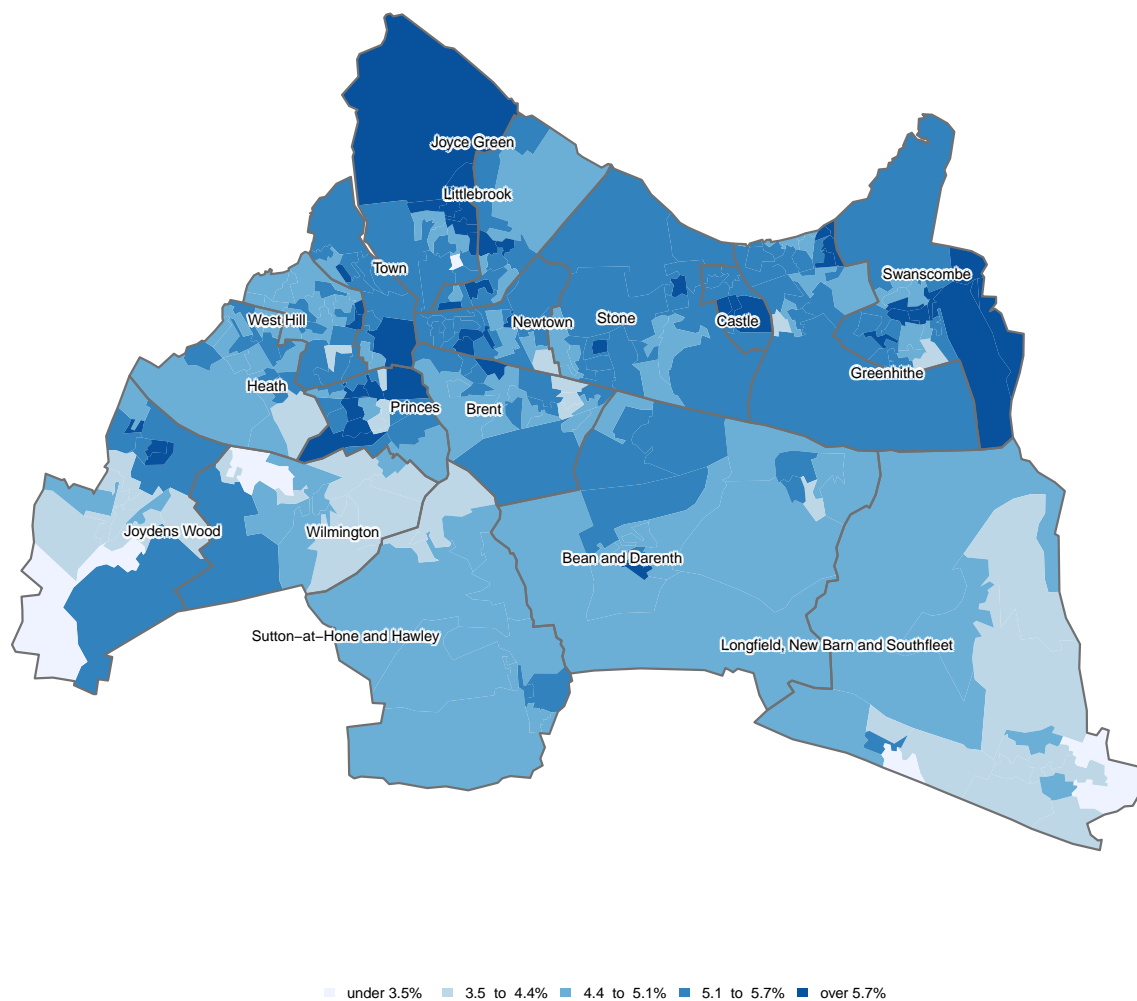 Joyce Green
Littlebrook
Town
Swanscombe
West Hill
Newtown
Stone
Castle
Heath
Greenhithe
Princes
Brent
Joydens Wood
Wilmington
Bean and Darenth
Sutton−at−Hone and Hawley
Longfield, New Barn and Southfleet
under 3.5% 3.5 to 4.4% 4.4 to 5.1% 5.1 to 5.7% over 5.7%